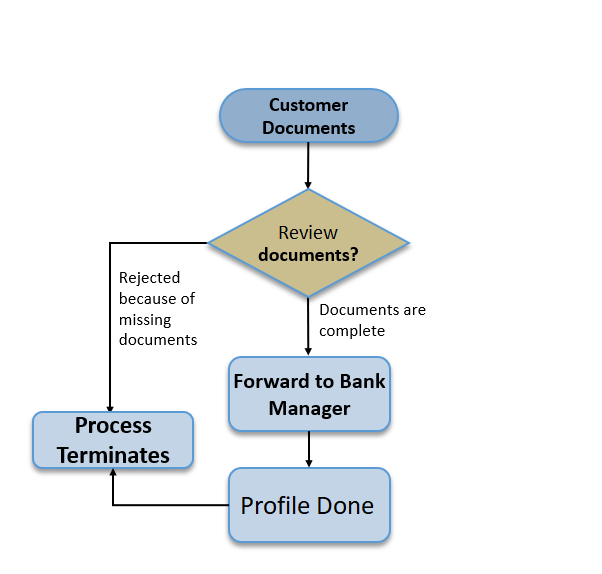 Customer
Documents
Review
documents?
Rejected
because of
missing
documents
Documents are
complete
Forward to Bank
Manager
Process
Terminates
Profile Done